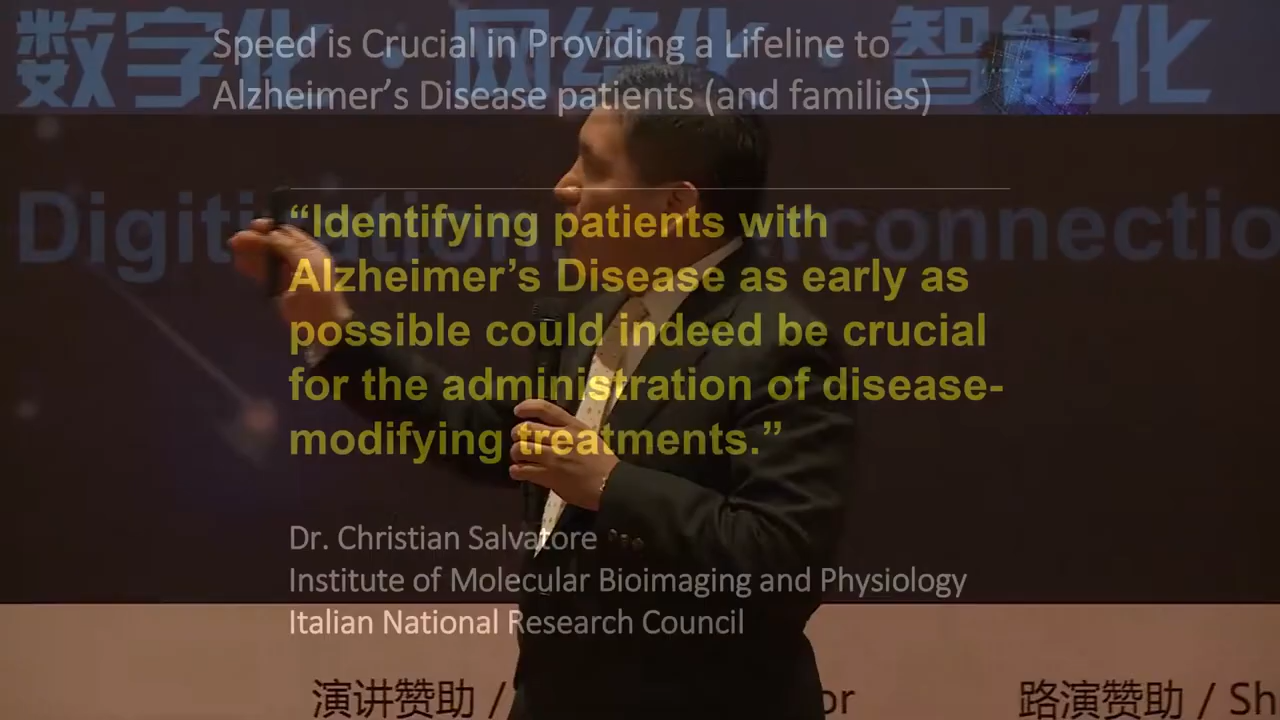 数字化·网络化·智能化
Speed is Crucial in Providing a Lifeline to
Alzheimer’s Disease patients (and families)
“Identifying patients with
Alzheimer’s Disease as early as
possible could indeed be crucial
for the administration of disease-
modifying treatments.”
Dr. Christian Salvatore
Institute of Molecular Bioimaging and Physiology
Italian National Research Council
演讲赞助 /
路演赞助 / Sh